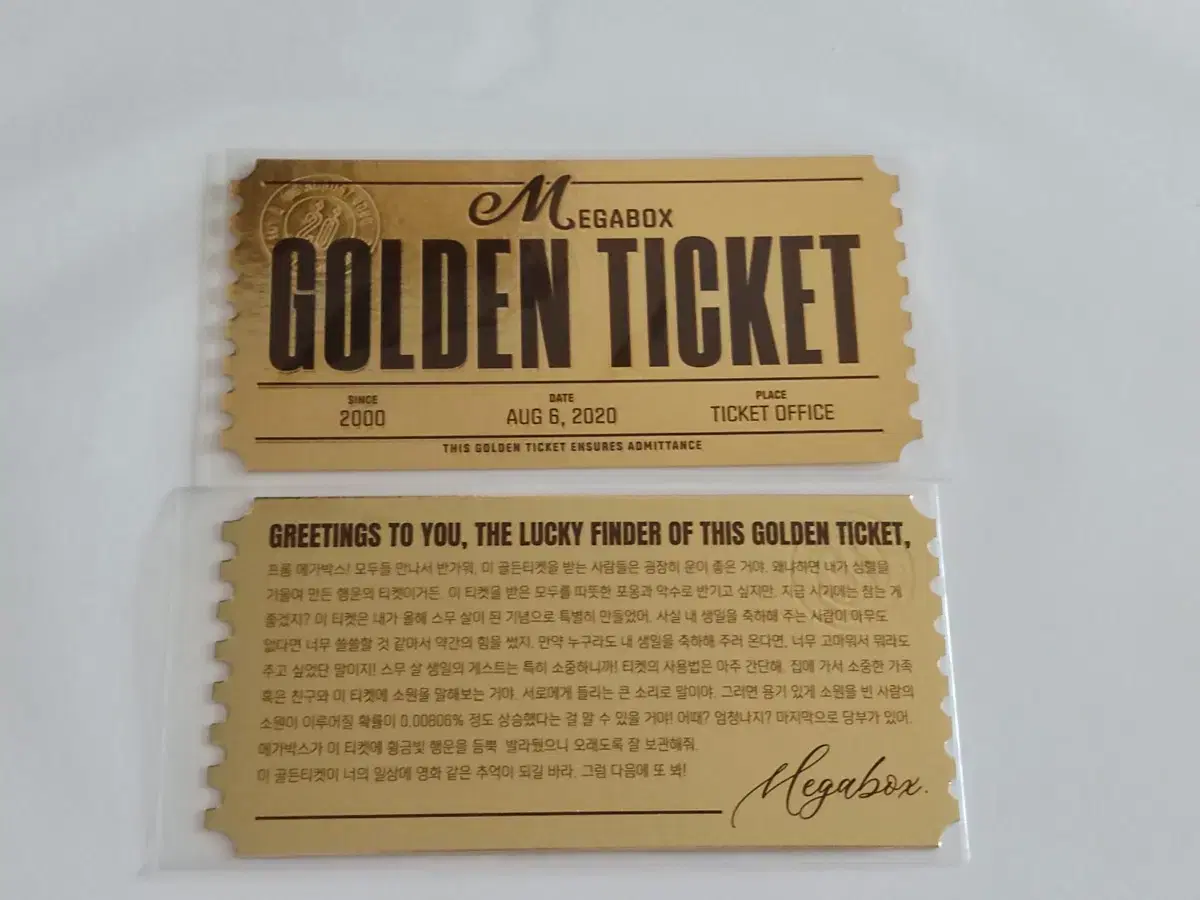 MEGABOX
GOLDEN TICKET
SINCE DATE PLACE
2000 AUG 6, 2020 TICKET OFFICE
THIS GOLDEN TICKET ENSURES ADMITTANCE
GREETINGS TO YOU, THE LUCKY FINDER OF THIS GOLDEN TICKET,
프롬 메가박스! 모두들 만나서 반가워. 이 골든티켓을 받는 사람들은 굉장히 운이 좋은 거야. 왜냐하면 내가 심혈을
기울여 만든 행운의 티켓이거든. 이 티켓을 받은 모두를 따뜻한 포옹과 악수로 반기고 싶지만, 지금 시기에는 참는 게
좋겠지? 이 티켓은 내가 올해 스무 살이 된 기념으로 특별히 만들었어. 사실 내 생일을 축하해 주는 사람이 아무도
없다면 너무 쓸쓸할 것 같아서 약간의 힘을 썼지. 만약 누구라도 내 생일을 축하해 주러 온다면, 너무 고마워서 뭐라도
주고 싶었단 말이지! 스무 살 생일의 게스트는 특히 소중하니까! 티켓의 사용법은 아주 간단해. 집에 가서 소중한 가족
혹은 친구와 이 티켓에 소원을 말해보는 거야. 서로에게 들리는 큰 소리로 말이야. 그러면 용기 있게 소원을 빈 사람의
소원이 이루어질 확률이 0.00806% 정도 상승했다는 걸 알 수 있을 거야! 어때? 엄청나지? 마지막으로 당부가 있어.
메가박스가 이 티켓에 황금빛 행운을 듬뿍 발라뒀으니 오래도록 잘 보관해줘.
이 골든티켓이 너의 일상에 영화 같은 추억이 되길 바라. 그럼 다음에 또 봐!
Megabox.